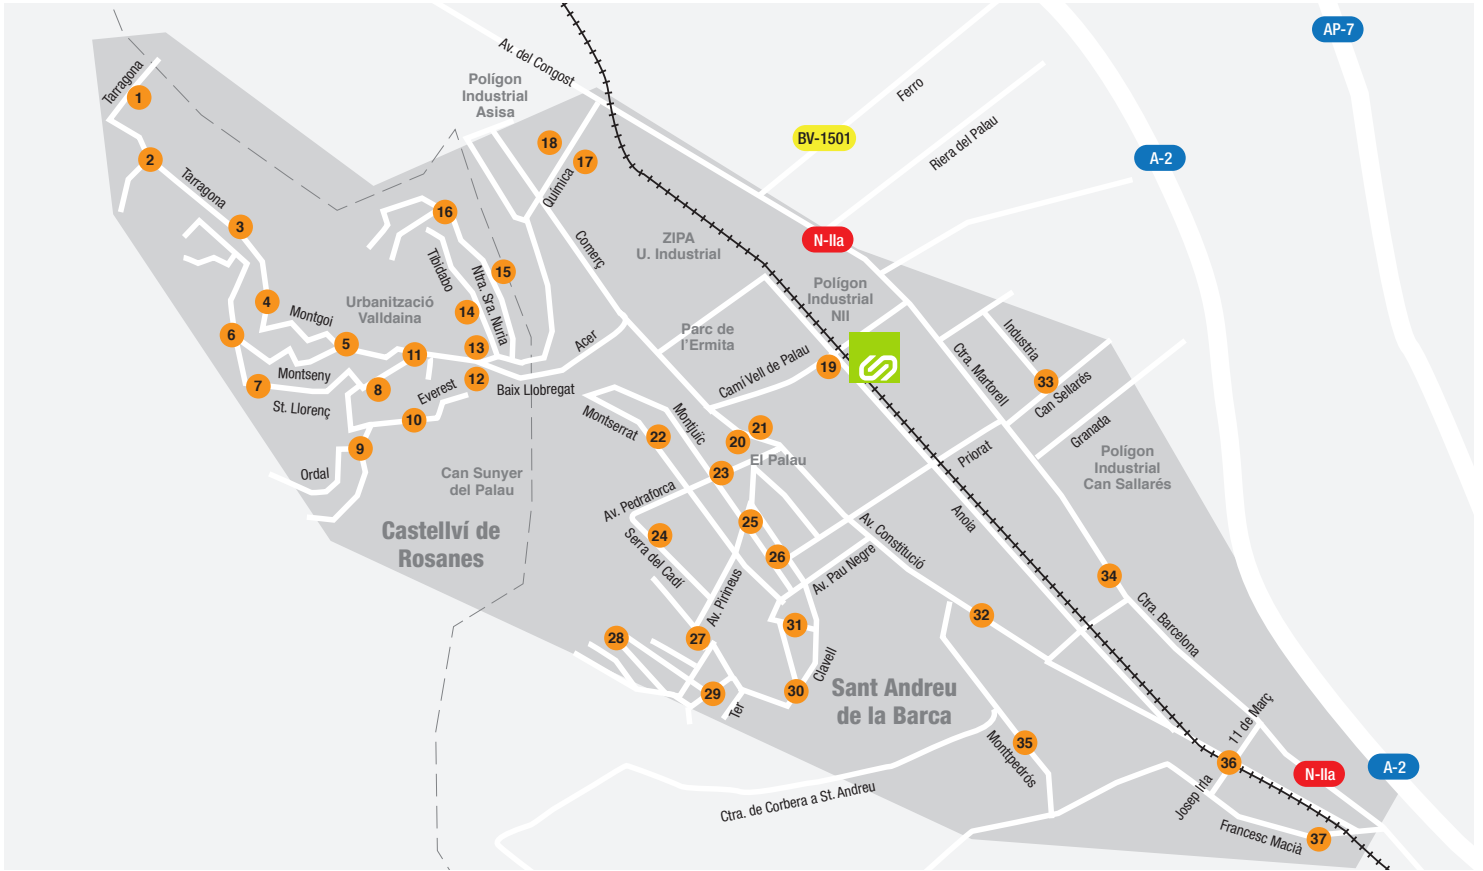 AP-7
Av. del Congost
Polígon
Industrial
Asisa
Tarragona
1
Ferro
BV-1501
Riera del Palau
A-2
18
17
2
Tarragona
Química
16
3
Comerç
ZIPA
U. Industrial
N-IIa
Tibidabo
Ntra. Sra. Nuria
15
Polígon
Industrial
NII
4
Urbanització
Valldaina
14
Montgoi
6
5
11
13
Acer
Parc de
l'Ermita
Industria
Ctra. Martorell
Camí Vell de Palau
19
33
Can Sellarés
Montseny
7
8
12
Everest
Baix Llobregat
St. Llorenç
10
Montserrat
Montjuïc
22
20
21
El Palau
Granada
Priorat
9
Ordal
Can Sunyer
del Palau
23
Polígon
Industrial
Can Sallarés
Av. Pedraforca
Castellví de
Rosanes
24
Serra del Cadí
25
26
Av. Constitució
Anoia
Av. Pau Negre
34
Av. Pirineus
Ctra. Barcelona
32
28
27
31
Clavell
29
Ter
30
Sant Andreu
de la Barca
35
Monttpedrós
11 de Març
36
N-IIa
A-2
Ctra. de Corbera a St. Andreu
Josep Irla
Francesc Macià
37